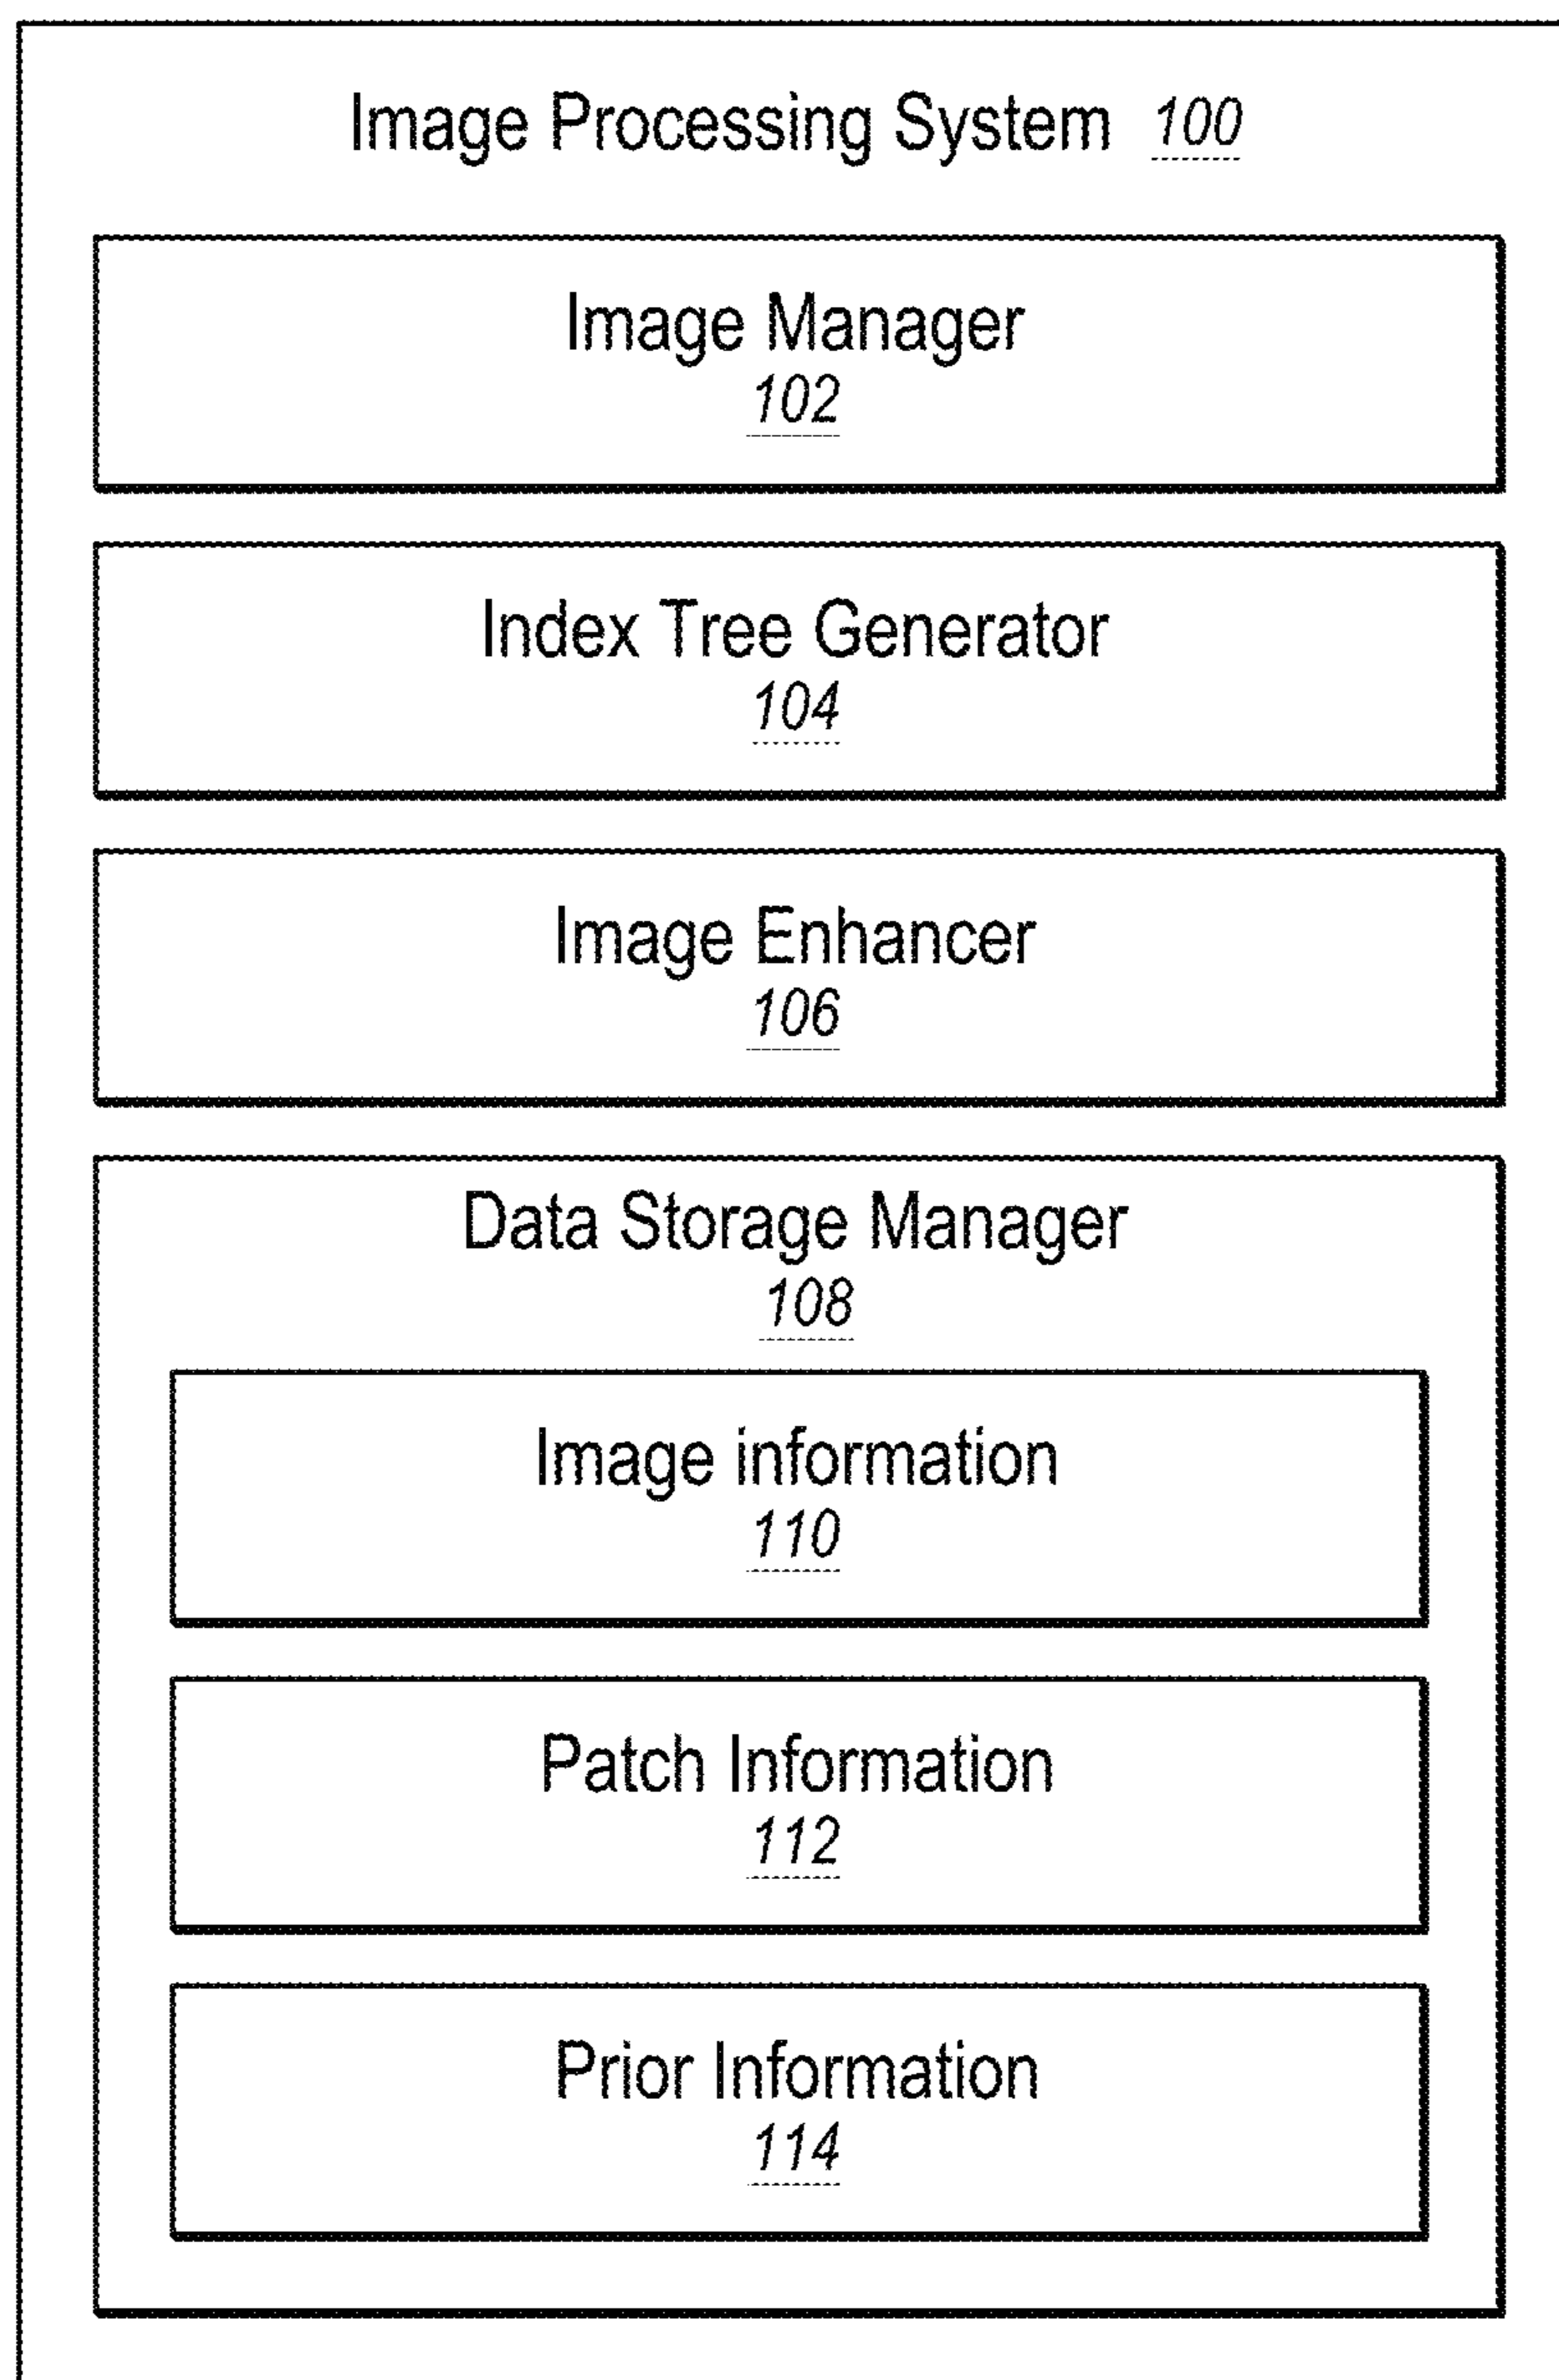 Image Processing System 100
Image Manager
102
Index Tree Generator
104
Image Enhancer
106
Data Storage Manager
108
Image information
110
Patch Information
112
Prior Information
114